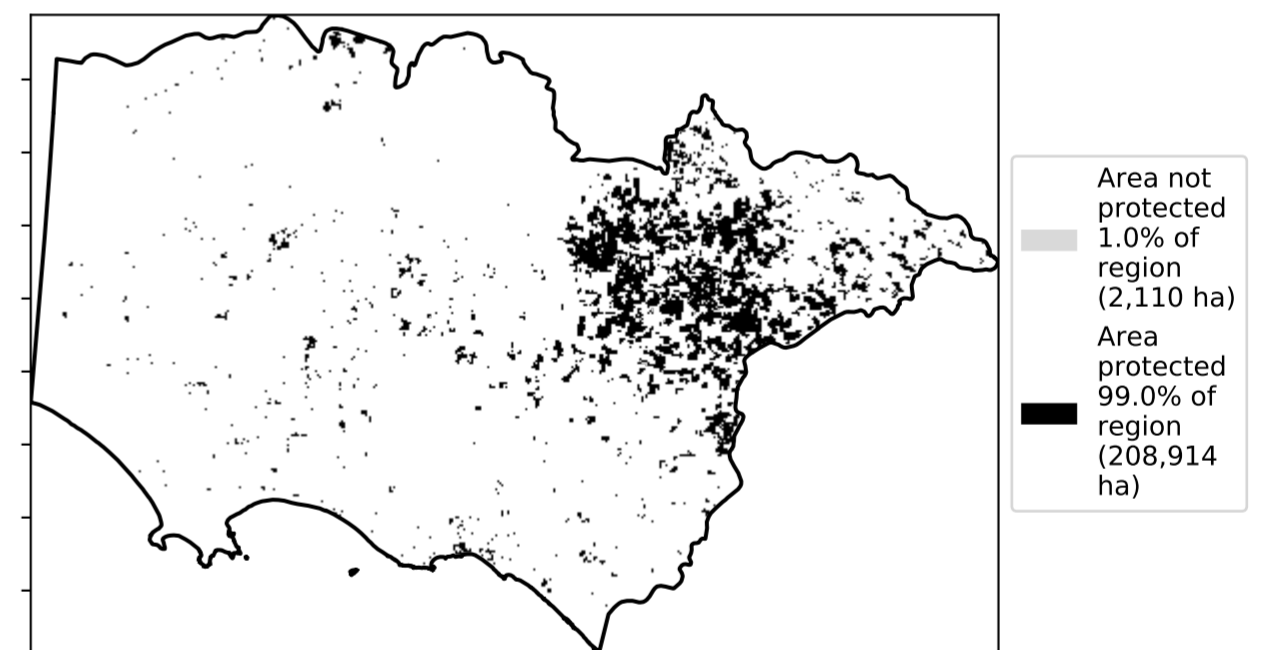 Area not
protected
1.0% of
region
(2,110 ha)
Area
protected
99.0% of
region
(208,914
ha)